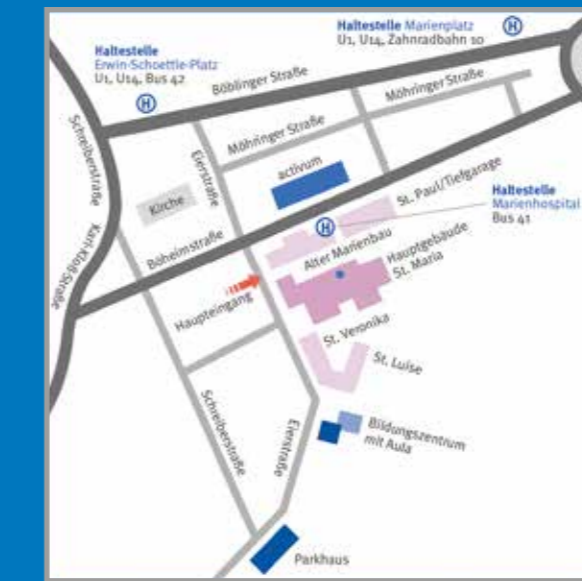 Haltestelle Marienplatz
U1, U14, Zahnradbahn 10
H
Haltestelle
Erwin-Schoettle-Platz
U1, U14, Bus 42
H
Böblinger Straße
Möhringer Straße
Möhringer Straße
Schreiberstraße
Eierstraße
activum
Kirche
St. Paul/Tiefgarage
Haltestelle
Marienhospital
Bus 41
H
Karl-Kloß-Straße
Böheimstraße
Alter Marienbau
Hauptgebäude
St. Maria
Haupteingang
St. Veronika
St. Luise
Schreiberstraße
Eierstraße
Bildungszentrum
mit Aula
Parkhaus